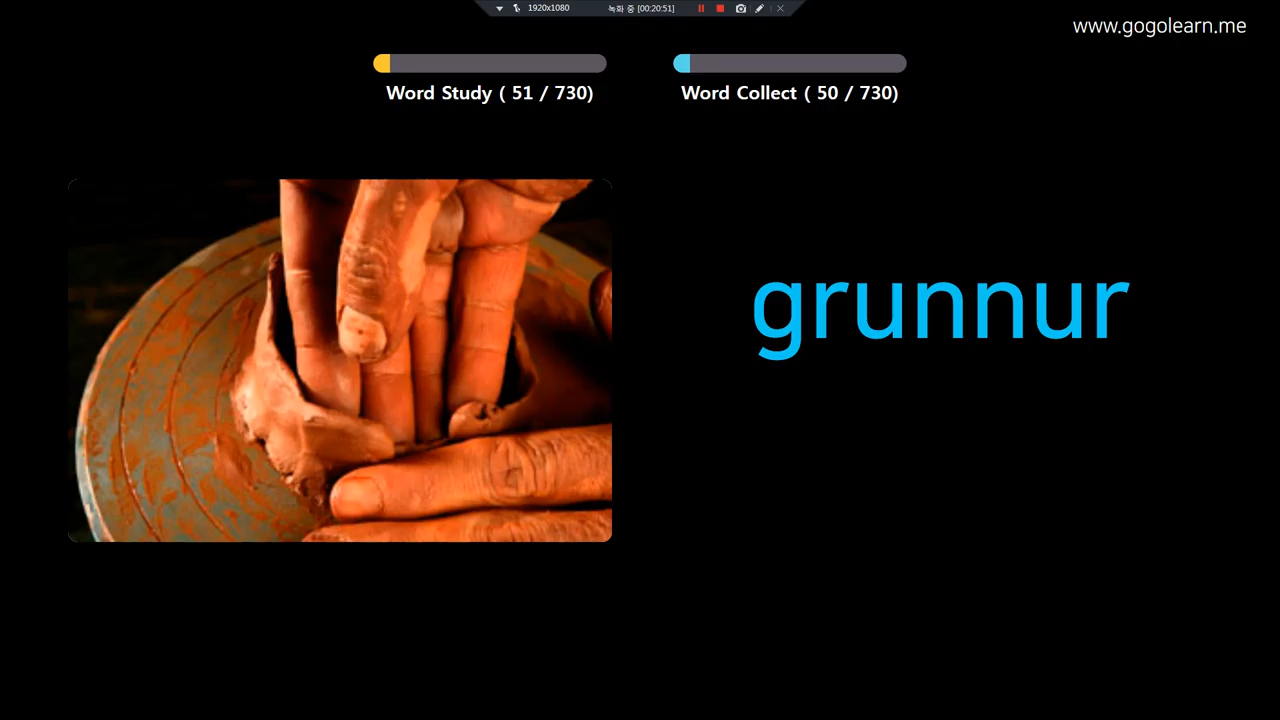 1920x1080 녹화 중 [00:20:51]
www.gogolearn.me
Word Study ( 51 / 730) Word Collect ( 50 / 730)
grunnur